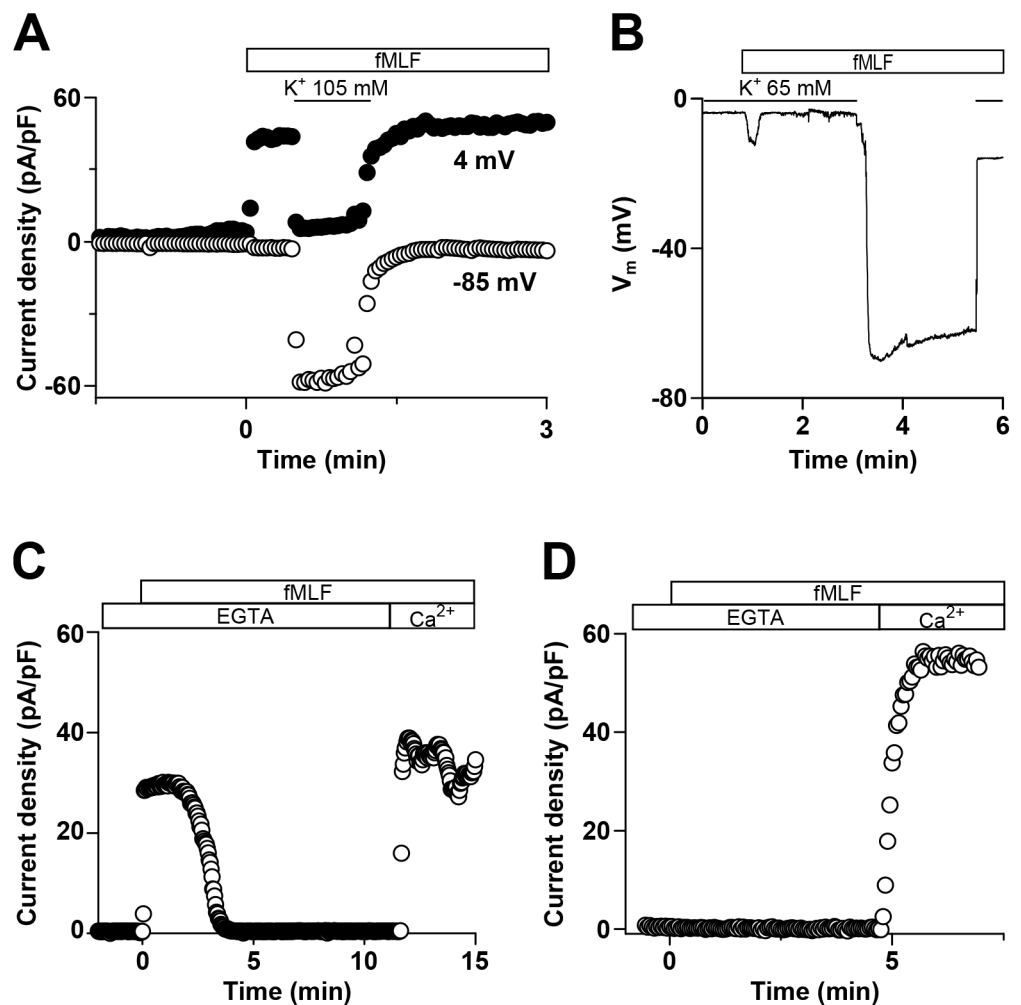 A
fMLF
K⁺ 105 mM
60
0
-60
4 mV
-85 mV
Current density (pA/pF)
0
3
Time (min)
B
fMLF
K⁺ 65 mM
0
-40
-80
Vₘ (mV)
0
2
4
6
Time (min)
C
fMLF
EGTA
Ca²⁺
60
40
20
0
Current density (pA/pF)
0
5
10
15
Time (min)
D
fMLF
EGTA
Ca²⁺
60
40
20
0
Current density (pA/pF)
0
5
Time (min)